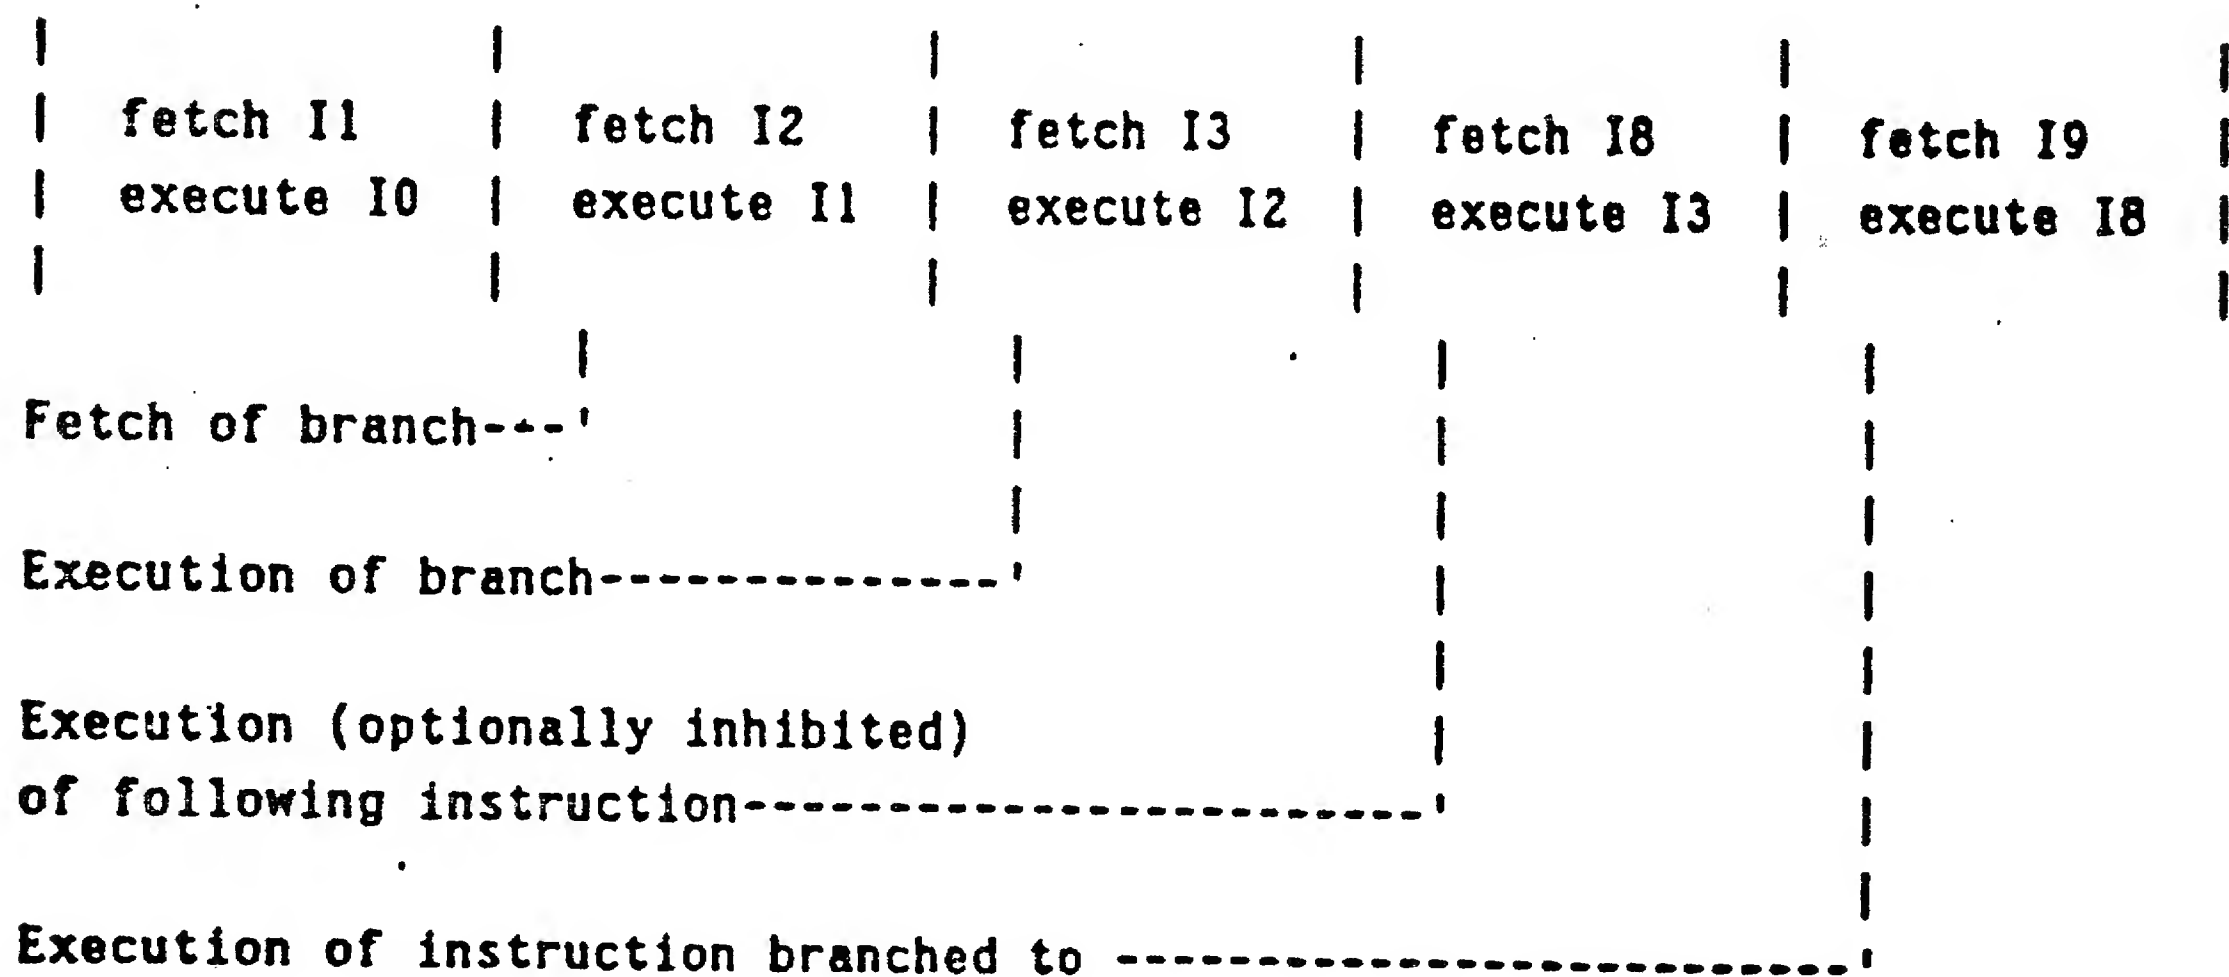 |               |               |               |               |               |
|  fetch I1     |  fetch I2     |  fetch I3     |  fetch I8     |  fetch I9     |
|  execute I0   |  execute I1   |  execute I2   |  execute I3   |  execute I8   |
|               |               |               |               |               |
Fetch of branch---'
Execution of branch--------------'
Execution (optionally inhibited)
of following instruction------------------------'
Execution of instruction branched to --------------------------'